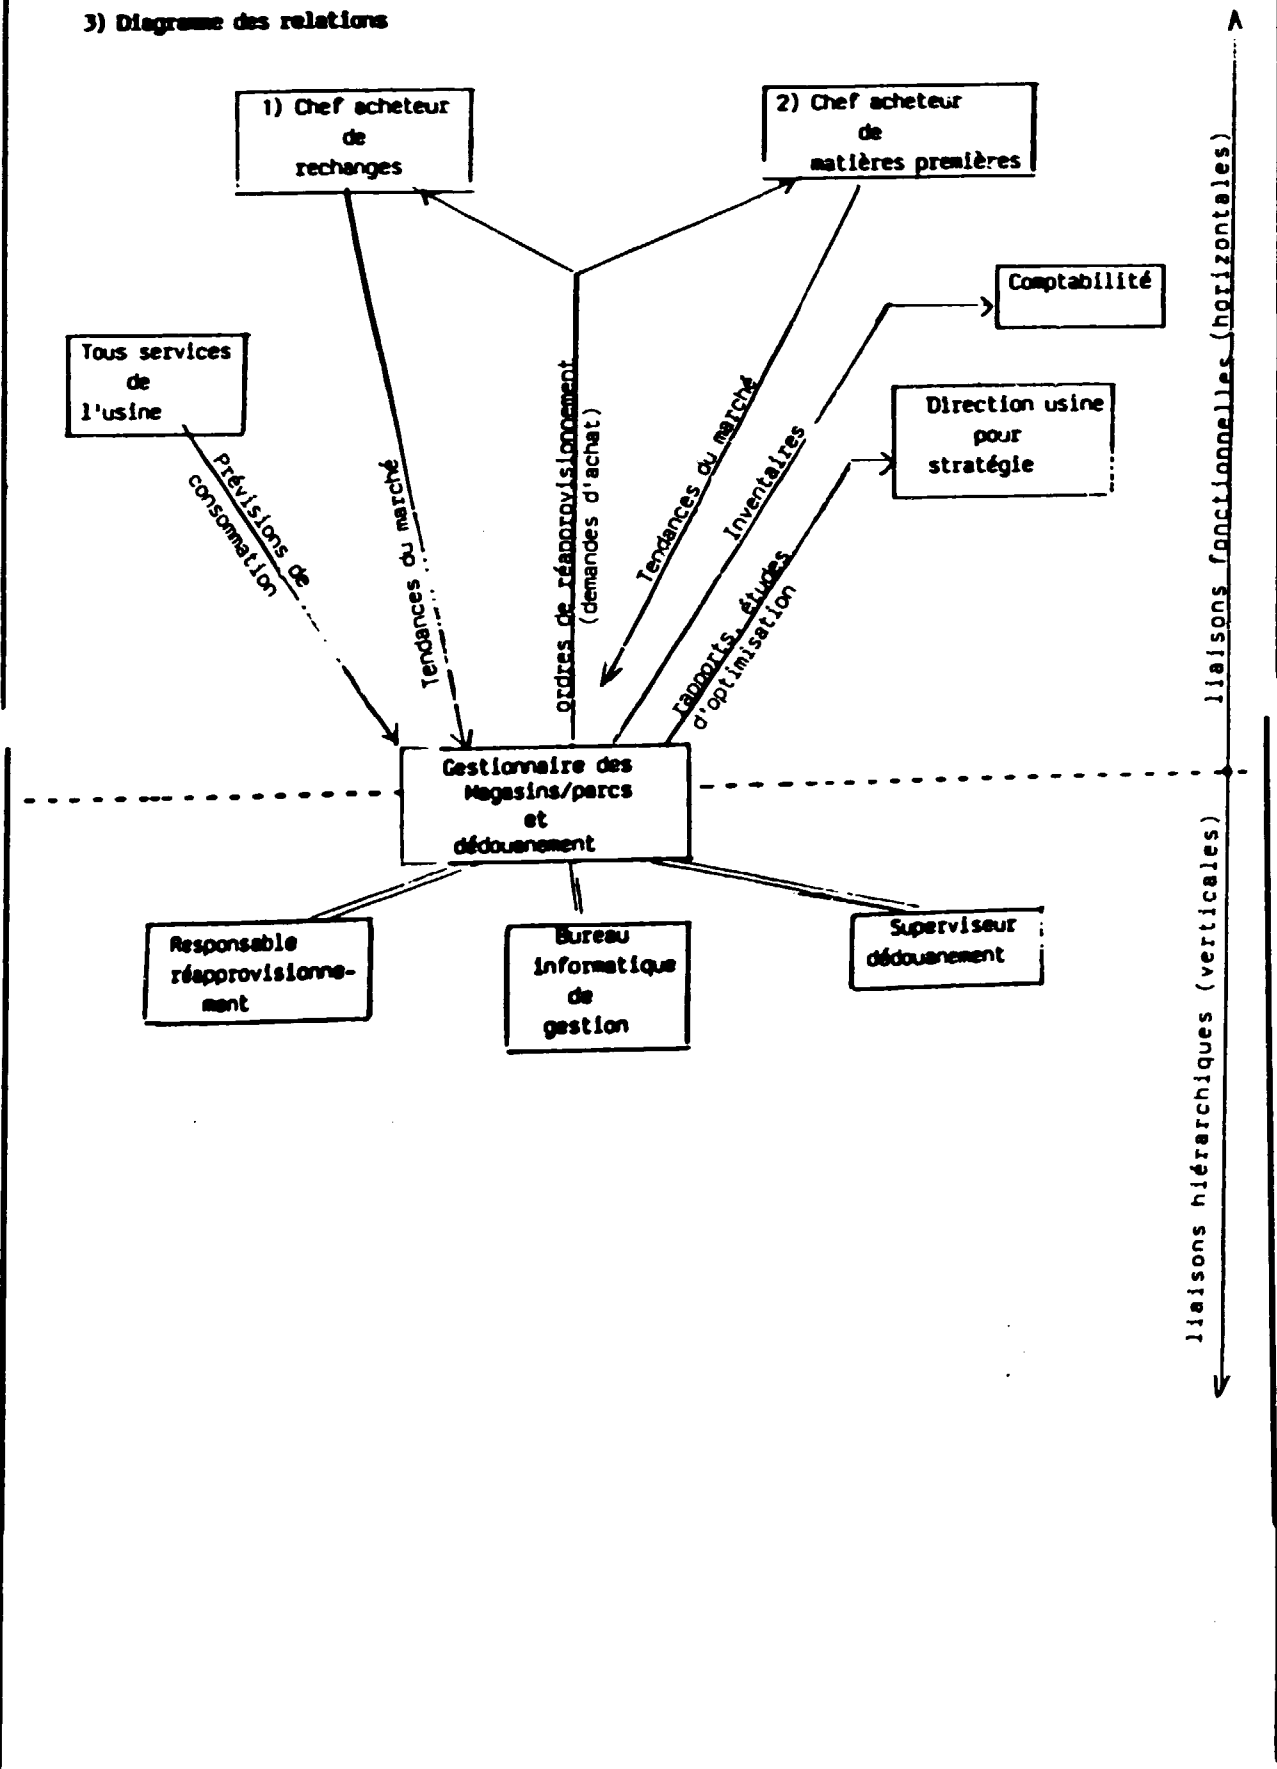 3) Diagramme des relations
1) Chef acheteur
de
rechanges
2) Chef acheteur
de
matières premières
Comptabilité
Tous services
de
l'usine
Direction usine
pour
stratégie
Prévisions de
consommation
Tendances du marché
ordres de réapprovisionnement
(demandes d'achat)
Tendances du marché
Inventaires
rapports, études
d'optimisation
liaisons fonctionnelles (horizontales)
Gestionnaire des
Magasins/parcs
et
dédouanement
Responsable
réapprovisionne-
ment
Bureau
informatique
de
gestion
Superviseur
dédouanement
liaisons hiérarchiques (verticales)